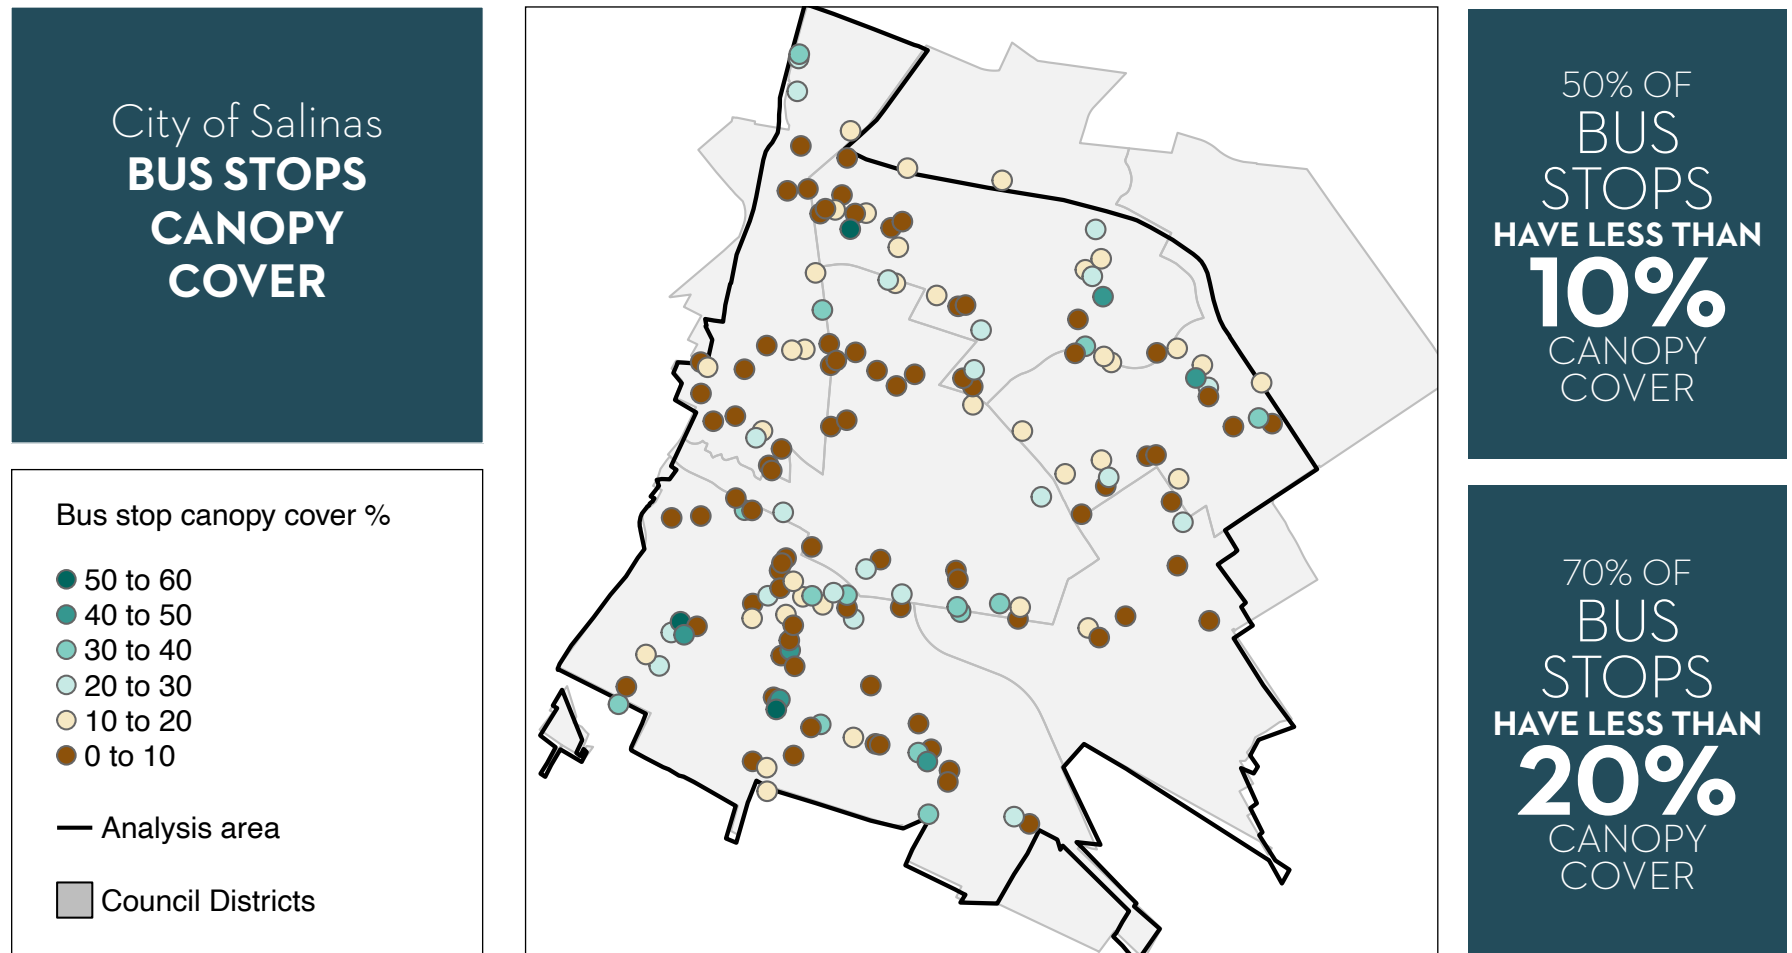 City of Salinas
BUS STOPS
CANOPY
COVER
Bus stop canopy cover %
50 to 60
40 to 50
30 to 40
20 to 30
10 to 20
0 to 10
Analysis area
Council Districts
50% OF
BUS
STOPS
HAVE LESS THAN
10%
CANOPY
COVER
70% OF
BUS
STOPS
HAVE LESS THAN
20%
CANOPY
COVER